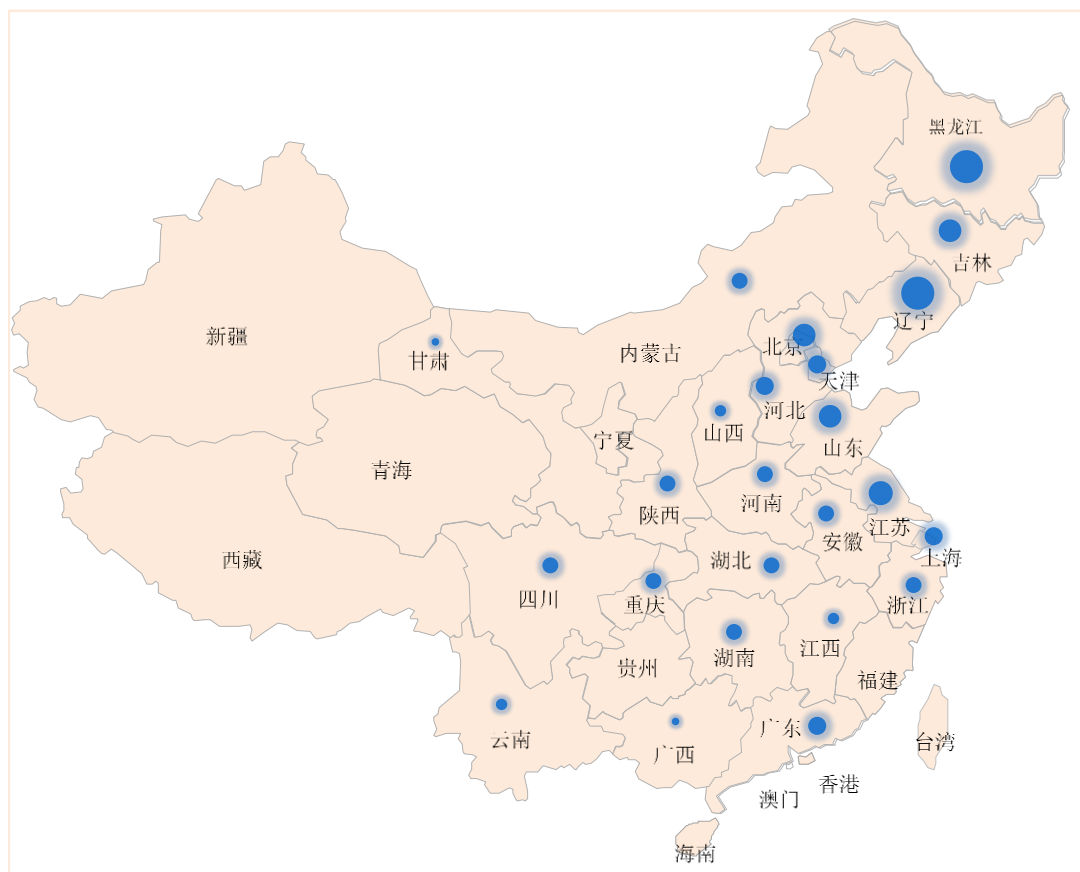 黑龙江
吉林
辽宁
新疆
内蒙古
北京
甘肃
天津
河北
山西
宁夏
山东
青海
河南
陕西
江苏
安徽
西藏
湖北
上海
四川
重庆
浙江
江西
湖南
贵州
福建
广东
云南
台湾
广西
香港
澳门
海南